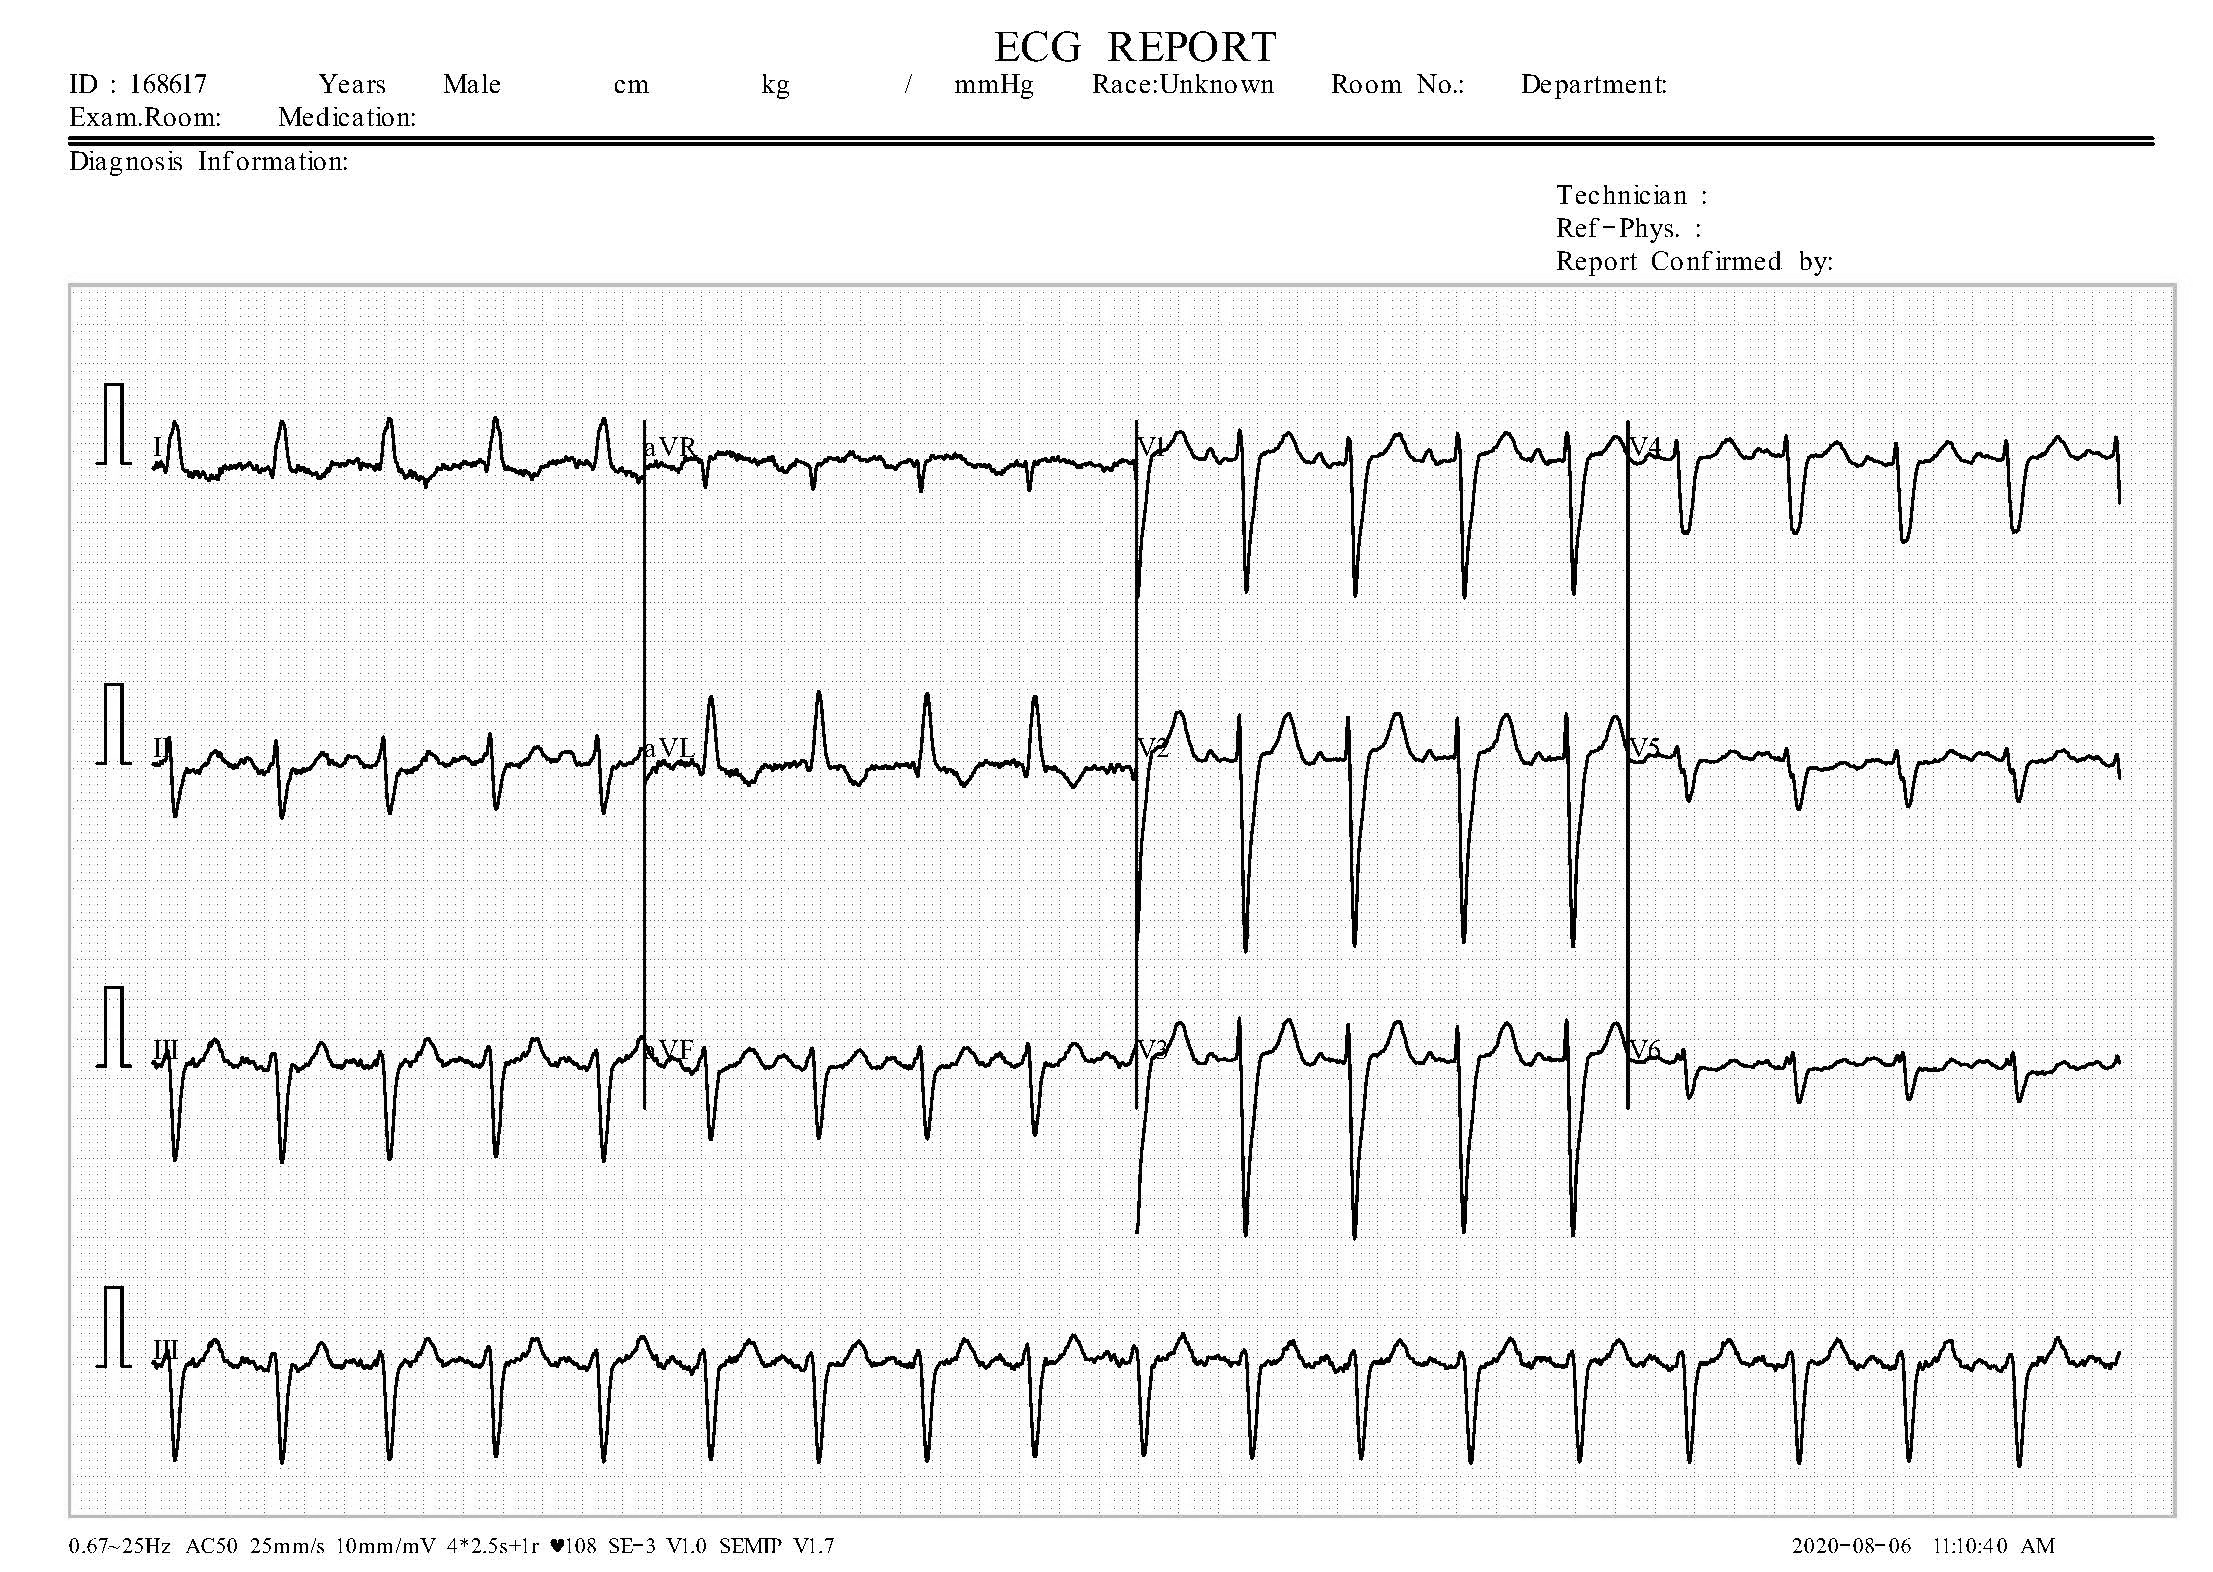 ECG REPORT
ID : 168617 Years Male cm kg / mmHg Race:Unknown Room No.: Department:
Exam.Room: Medication:
Diagnosis Information:
Technician :
Ref-Phys. :
Report Confirmed by:
I aVR V1 V4
II aVL V2 V5
III aVF V3 V6
III
0.67~25Hz AC50 25mm/s 10mm/mV 4*2.5s+1r ♥108 SE-3 V1.0 SEMIP V1.7 2020-08-06 11:10:40 AM